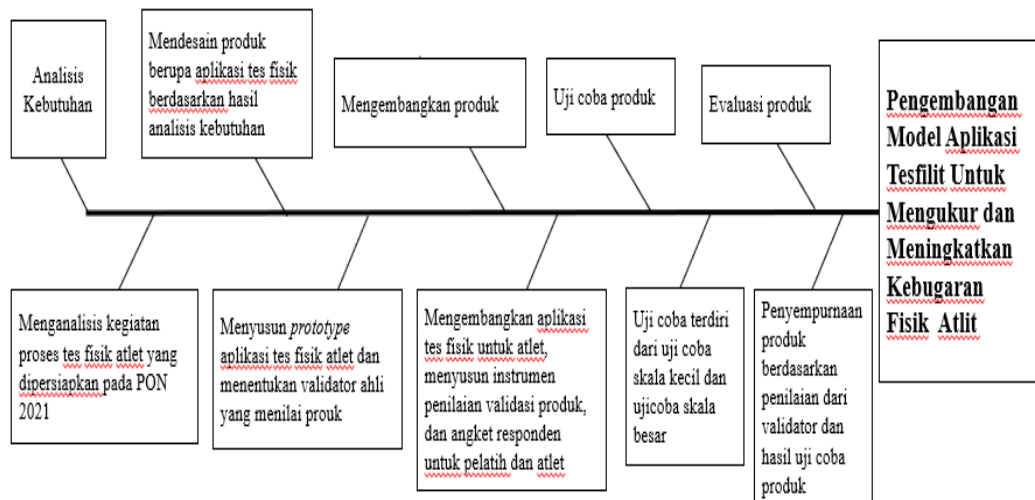 Analisis
Kebutuhan
Mendesain produk
berupa aplikasi tes fisik
berdasarkan hasil
analisis kebutuhan
Mengembangkan produk
Uji coba produk
Evaluasi produk
Pengembangan
Model Aplikasi
Tesfilit Untuk
Mengukur dan
Meningkatkan
Kebugaran
Fisik Atlit
Menganalisis kegiatan
proses tes fisik atlet yang
dipersiapkan pada PON
2021
Menyusun prototype
aplikasi tes fisik atlet dan
menentukan validator ahli
yang menilai prouk
Mengembangkan aplikasi
tes fisik untuk atlet,
menyusun instrumen
penilaian validasi produk,
dan angket responden
untuk pelatih dan atlet
Uji coba terdiri
dari uji coba
skala kecil dan
ujicoba skala
besar
Penyempurnaan
produk
berdasarkan
penilaian dari
validator dan
hasil uji coba
produk